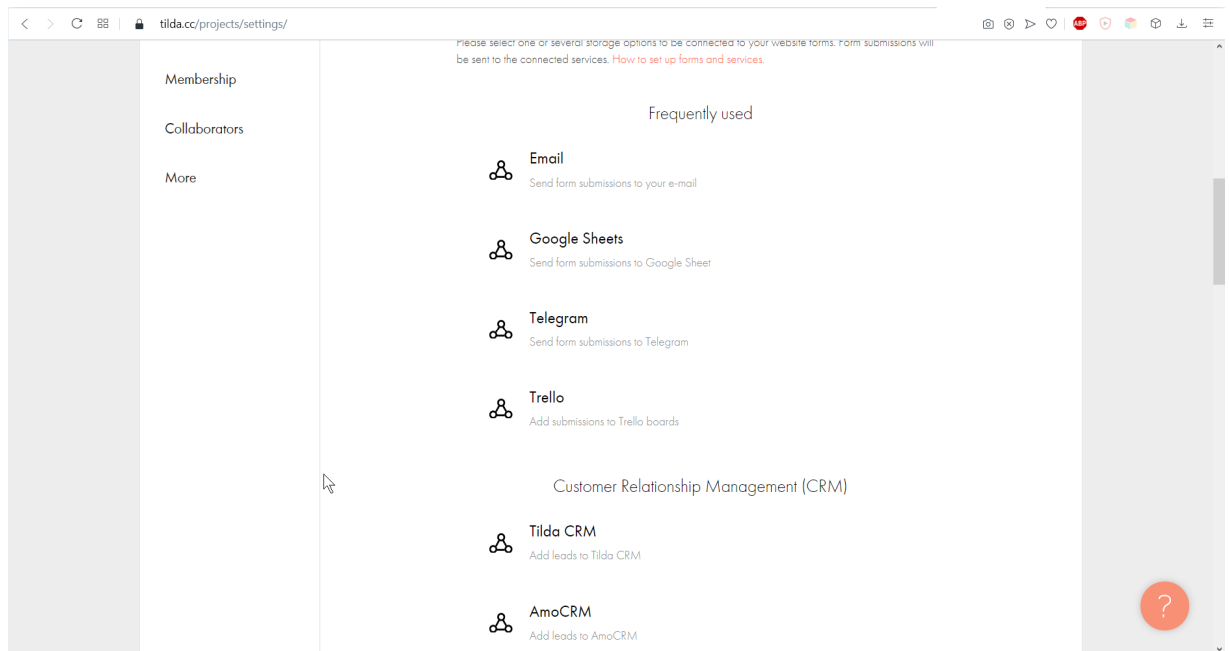 tilda.cc/projects/settings/
ABP
Please select one or several storage options to be connected to your website forms. Form submissions will
be sent to the connected services. How to set up forms and services.
Membership
Collaborators
More
Frequently used
Email
Send form submissions to your e-mail
Google Sheets
Send form submissions to Google Sheet
Telegram
Send form submissions to Telegram
Trello
Add submissions to Trello boards
Customer Relationship Management (CRM)
Tilda CRM
Add leads to Tilda CRM
AmoCRM
Add leads to AmoCRM
?